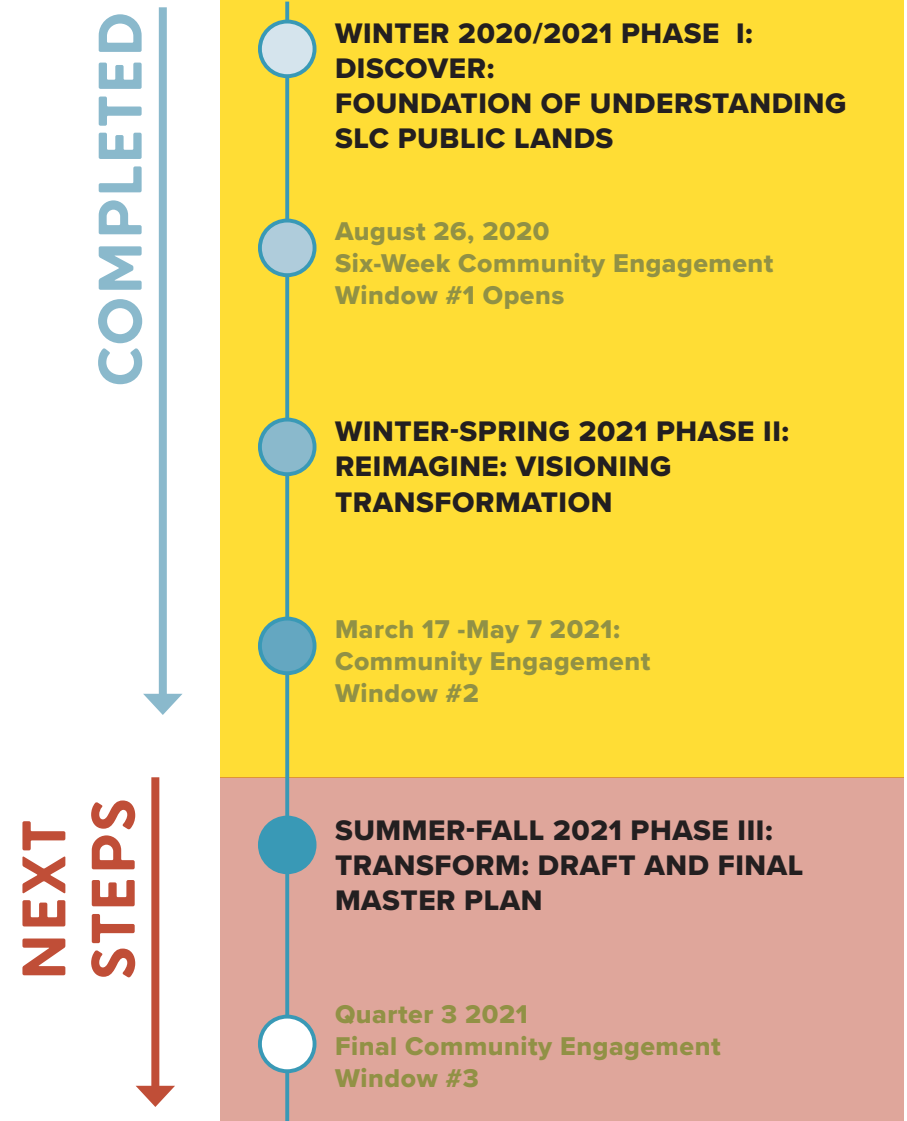 COMPLETED
WINTER 2020/2021 PHASE  I:
DISCOVER:
FOUNDATION OF UNDERSTANDING
SLC PUBLIC LANDS
August 26, 2020
Six-Week Community Engagement
Window #1 Opens
WINTER-SPRING 2021 PHASE II:
REIMAGINE: VISIONING
TRANSFORMATION
March 17 -May 7 2021:
Community Engagement
Window #2
NEXT
STEPS
SUMMER-FALL 2021 PHASE III:
TRANSFORM: DRAFT AND FINAL
MASTER PLAN
Quarter 3 2021
Final Community Engagement
Window #3